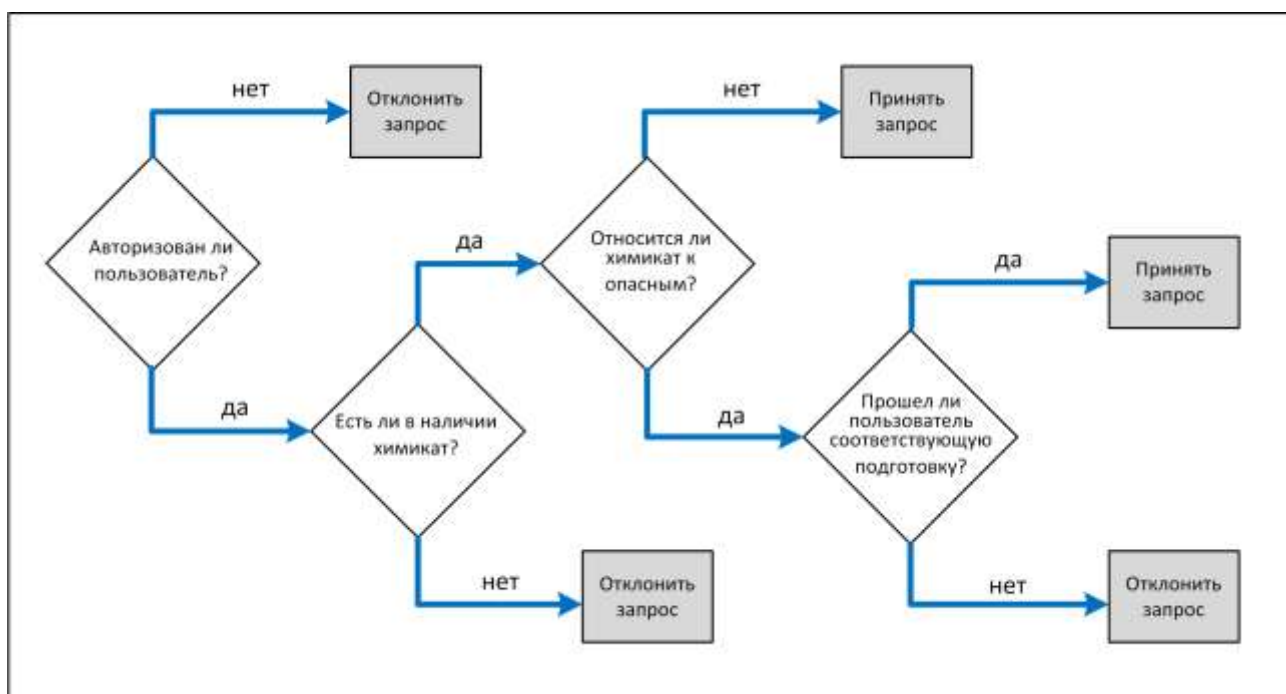 нет
Отклонить
запрос
нет
Принять
запрос
Авторизован ли
пользователь?
да
Относится ли
химикат к
опасным?
да
Принять
запрос
да
Есть ли в наличии
химикат?
да
Прошел ли
пользователь
соответствующую
подготовку?
нет
Отклонить
запрос
нет
Отклонить
запрос